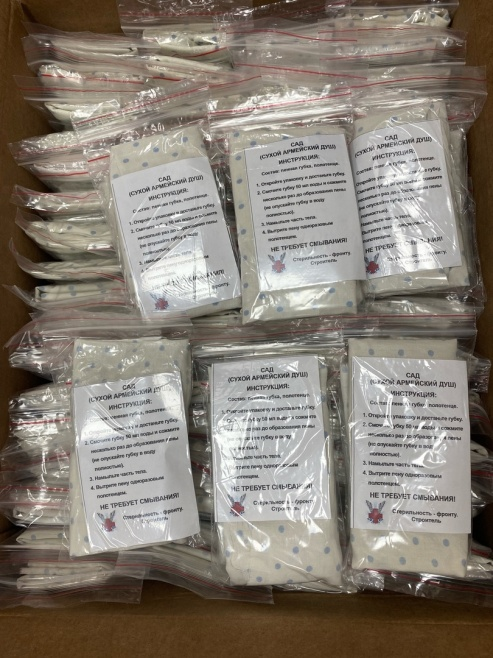 САД
(СУХОЙ АРМЕЙСКИЙ ДУШ)
ИНСТРУКЦИЯ:
Состав: пенная губка, полотенце.
1. Откройте упаковку и достаньте губку.
2. Смочите губку 50 мл воды и сожмите
несколько раз до образования пены
(не опускайте губку в воду
полностью).
3. Намыльте часть тела.
4. Вытрите пену одноразовым
полотенцем.
НЕ ТРЕБУЕТ СМЫВАНИЯ!
Стерильность - фронту.
Строитель
САД
(СУХОЙ АРМЕЙСКИЙ ДУШ)
ИНСТРУКЦИЯ:
Состав: пенная губка, полотенце.
1. Откройте упаковку и достаньте губку.
2. Смочите губку 50 мл воды и сожмите
несколько раз до образования пены
(не опускайте губку в воду
полностью).
3. Намыльте часть тела.
4. Вытрите пену одноразовым
полотенцем.
НЕ ТРЕБУЕТ СМЫВАНИЯ!
Стерильность - фронту.
Строитель
САД
(СУХОЙ АРМЕЙСКИЙ ДУШ)
ИНСТРУКЦИЯ:
Состав: пенная губка, полотенце.
1. Откройте упаковку и достаньте губку.
2. Смочите губку 50 мл воды и сожмите
несколько раз до образования пены
(не опускайте губку в воду
полностью).
3. Намыльте часть тела.
4. Вытрите пену одноразовым
полотенцем.
Строитель
САД
(СУХОЙ АРМЕЙСКИЙ ДУШ)
ИНСТРУКЦИЯ:
Состав: пенная губка, полотенце.
1. Откройте упаковку и достаньте губку.
2. Смочите губку 50 мл воды и сожмите
несколько раз до образования пены
(не опускайте губку в воду
полностью).
3. Намыльте часть тела.
4. Вытрите пену одноразовым
полотенцем.
НЕ ТРЕБУЕТ СМЫВАНИЯ!
Стерильность - фронту.
Строитель
САД
(СУХОЙ АРМЕЙСКИЙ ДУШ)
ИНСТРУКЦИЯ:
Состав: пенная губка, полотенце.
1. Откройте упаковку и достаньте губку.
2. Смочите губку 50 мл воды и сожмите
несколько раз до образования пены
(не опускайте губку в воду
полностью).
3. Намыльте часть тела.
4. Вытрите пену одноразовым
полотенцем.
НЕ ТРЕБУЕТ СМЫВАНИЯ!
Стерильность - фронту.
Строитель
САД
(СУХОЙ АРМЕЙСКИЙ ДУШ)
ИНСТРУКЦИЯ:
Состав: пенная губка, полотенце.
1. Откройте упаковку и достаньте губку.
2. Смочите губку 50 мл воды и сожмите
несколько раз до образования пены
(не опускайте губку в воду
полностью).
3. Намыльте часть тела.
4. Вытрите пену одноразовым
полотенцем.
НЕ ТРЕБУЕТ СМЫВАНИЯ!
Стерильность - фронту.
Строитель